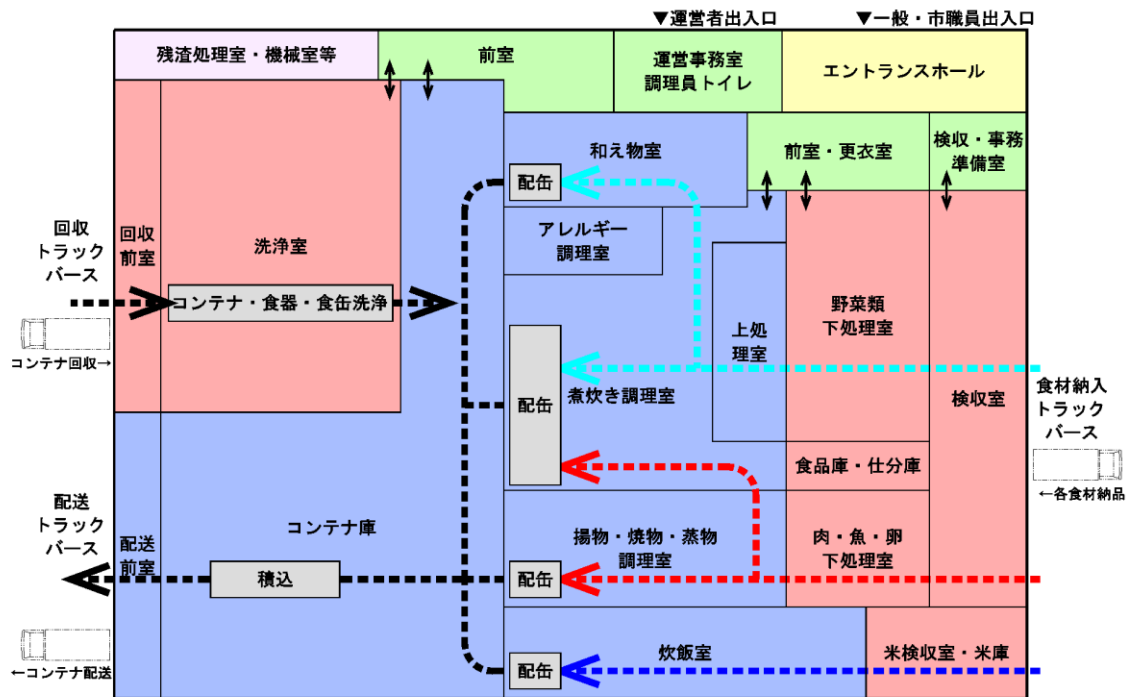 ▼運営者出入口
▼一般・市職員出入口
残渣処理室・機械室等
前室
運営事務室
調理員トイレ
エントランスホール
和え物室
配缶
前室・更衣室
検収・事務
準備室
アレルギー
調理室
回収
トラック
バース
回収
前室
洗浄室
コンテナ・食器・食缶洗浄
コンテナ回収→
上処
理室
野菜類
下処理室
煮炊き調理室
配缶
検収室
食材納入
トラック
バース
←各食材納品
食品庫・仕分庫
配送
トラック
バース
配送
前室
コンテナ庫
積込
揚物・焼物・蒸物
調理室
配缶
肉・魚・卵
下処理室
←コンテナ配送
配缶
炊飯室
米検収室・米庫